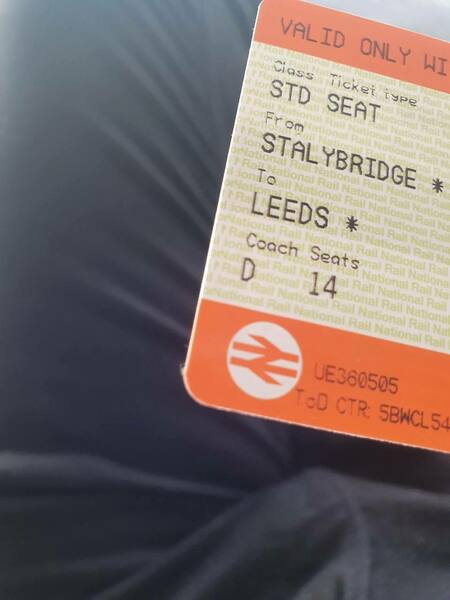 VALID ONLY WI
Class Ticket type
STD SEAT
From
STALYBRIDGE *
To
LEEDS *
Coach Seats
D 14
UE360505
ToD CTR: 5BWCL54